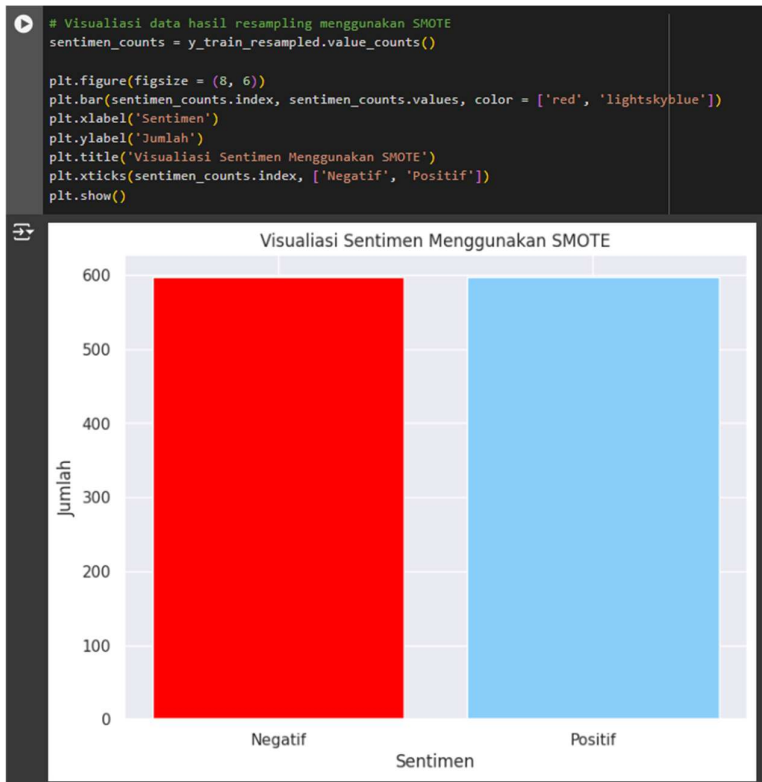 # Visualiasi data hasil resampling menggunakan SMOTE
sentimen_counts = y_train_resampled.value_counts()
plt.figure(figsize = (8, 6))
plt.bar(sentimen_counts.index, sentimen_counts.values, color = ['red', 'lightskyblue'])
plt.xlabel('Sentimen')
plt.ylabel('Jumlah')
plt.title('Visualiasi Sentimen Menggunakan SMOTE')
plt.xticks(sentimen_counts.index, ['Negatif', 'Positif'])
plt.show()
Visualiasi Sentimen Menggunakan SMOTE
600
500
400
300
200
100
0
Jumlah
Negatif Positif
Sentimen